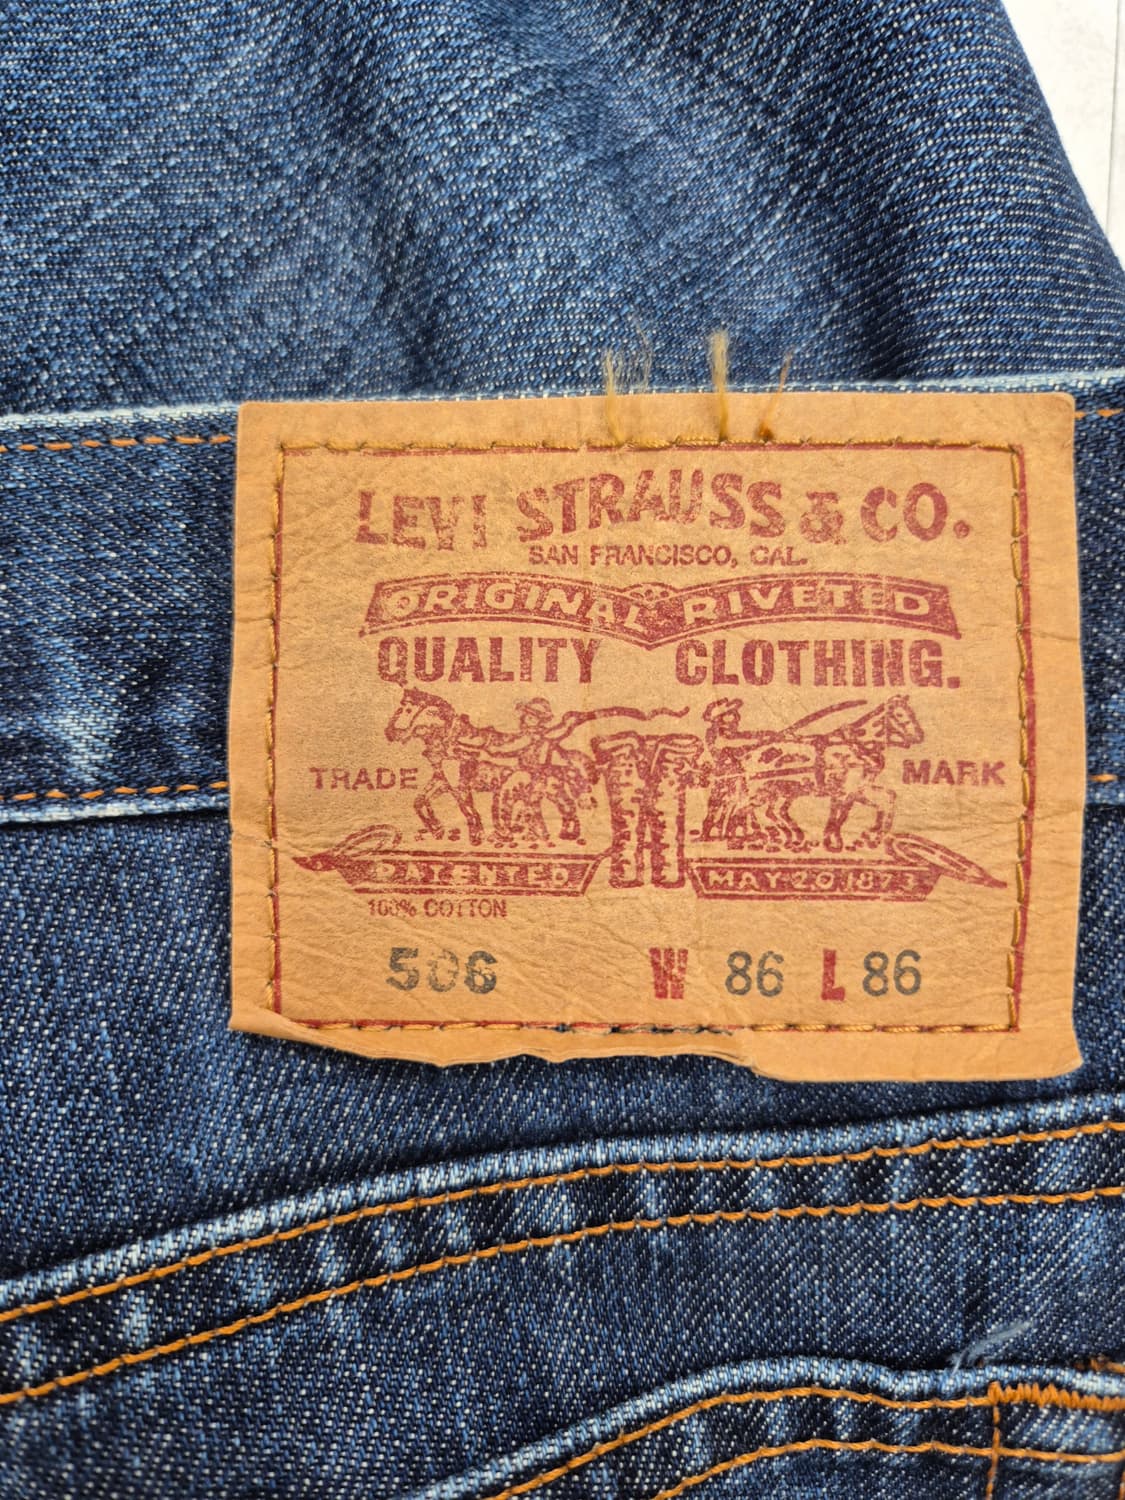 LEVI STRAUSS & CO.
SAN FRANCISCO, CAL.
ORIGINAL RIVETED
QUALITY CLOTHING.
TRADE MARK
PATENTED MAY 20 1873
100% COTTON
506 W 86 L 86